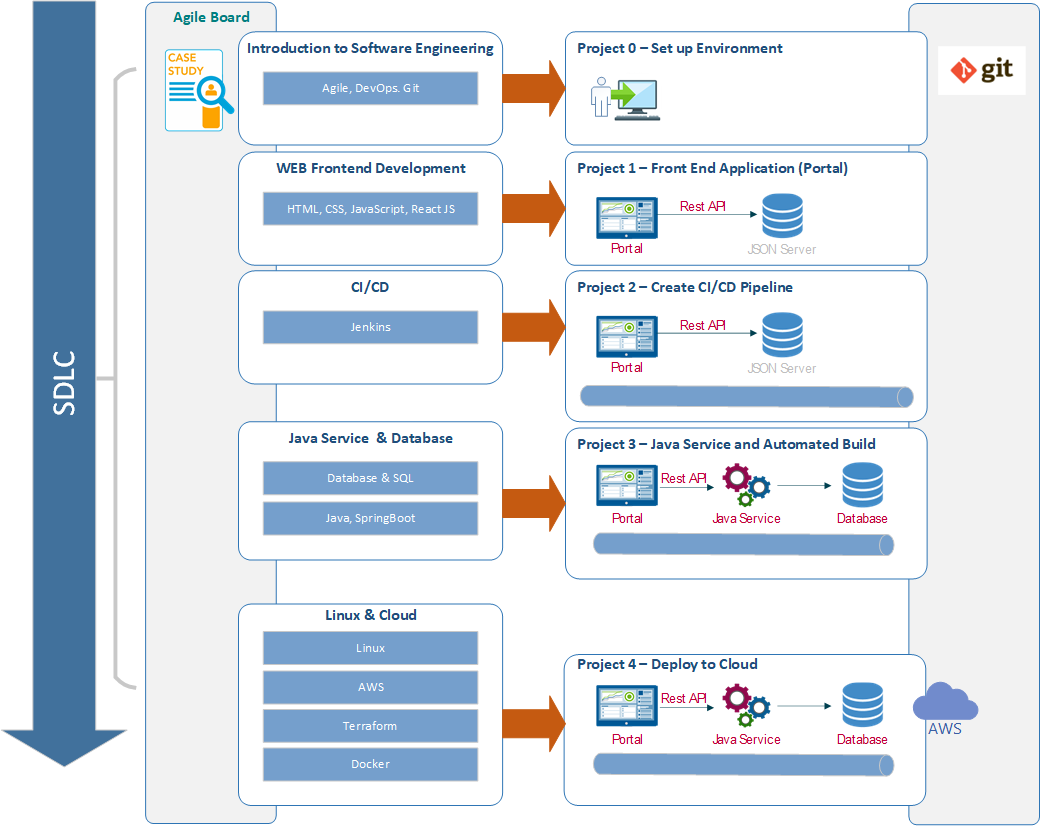 Agile Board
SDLC
CASE
STUDY
Introduction to Software Engineering
Agile, DevOps. Git
Project 0 – Set up Environment
git
WEB Frontend Development
HTML, CSS, JavaScript, React JS
Project 1 – Front End Application (Portal)
Rest API
Portal
JSON Server
CI/CD
Jenkins
Project 2 – Create CI/CD Pipeline
Rest API
Portal
JSON Server
Java Service & Database
Database & SQL
Java, SpringBoot
Project 3 – Java Service and Automated Build
Rest API
Portal
Java Service
Database
Linux & Cloud
Linux
AWS
Terraform
Docker
Project 4 – Deploy to Cloud
Rest API
Portal
Java Service
Database
AWS